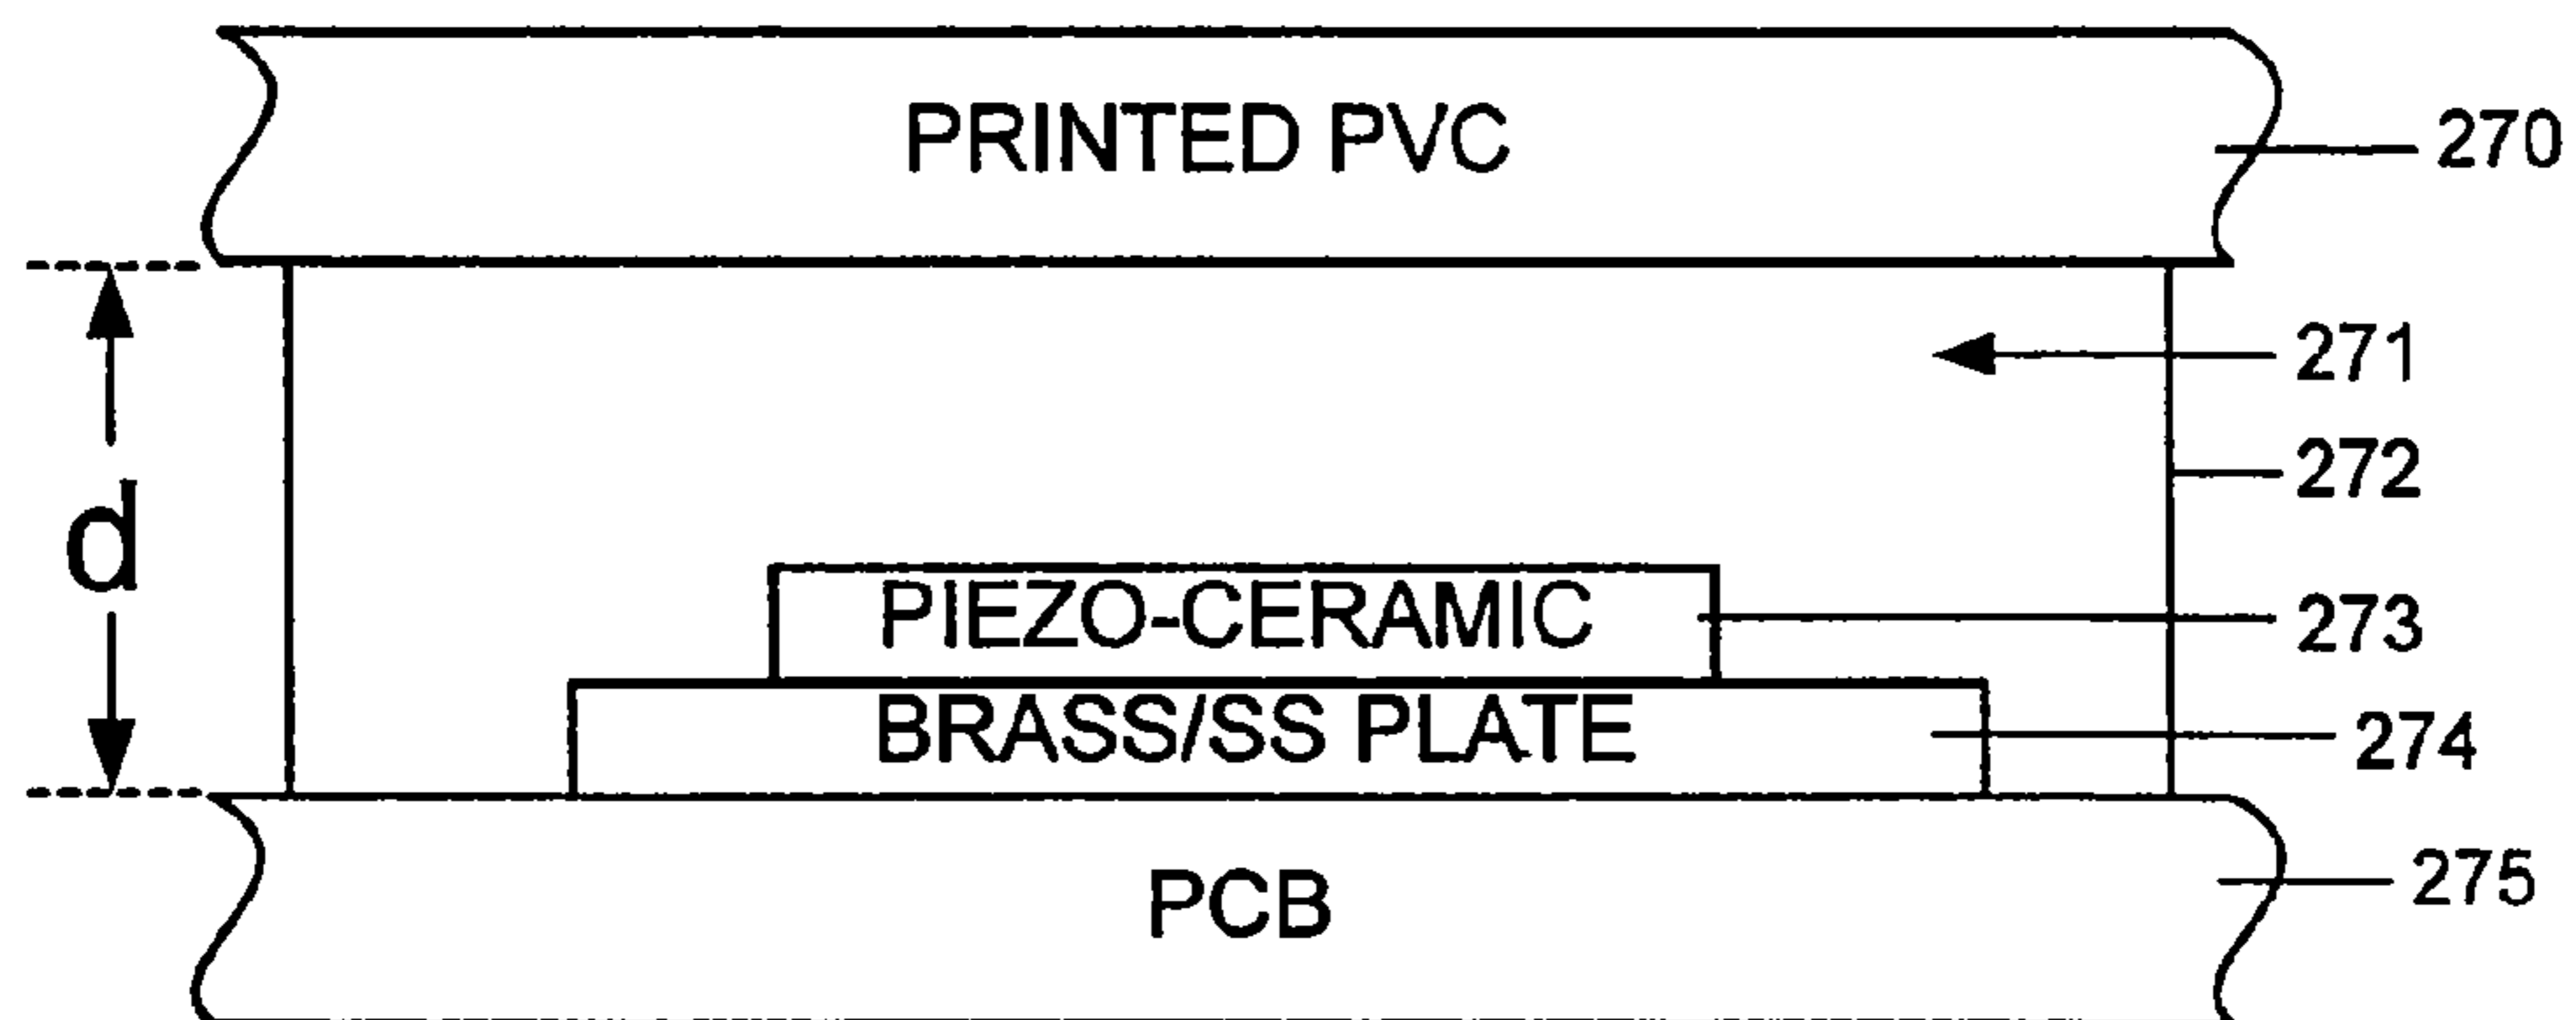 PRINTED PVC
270
271
272
d
PIEZO-CERAMIC
273
BRASS/SS PLATE
274
PCB
275